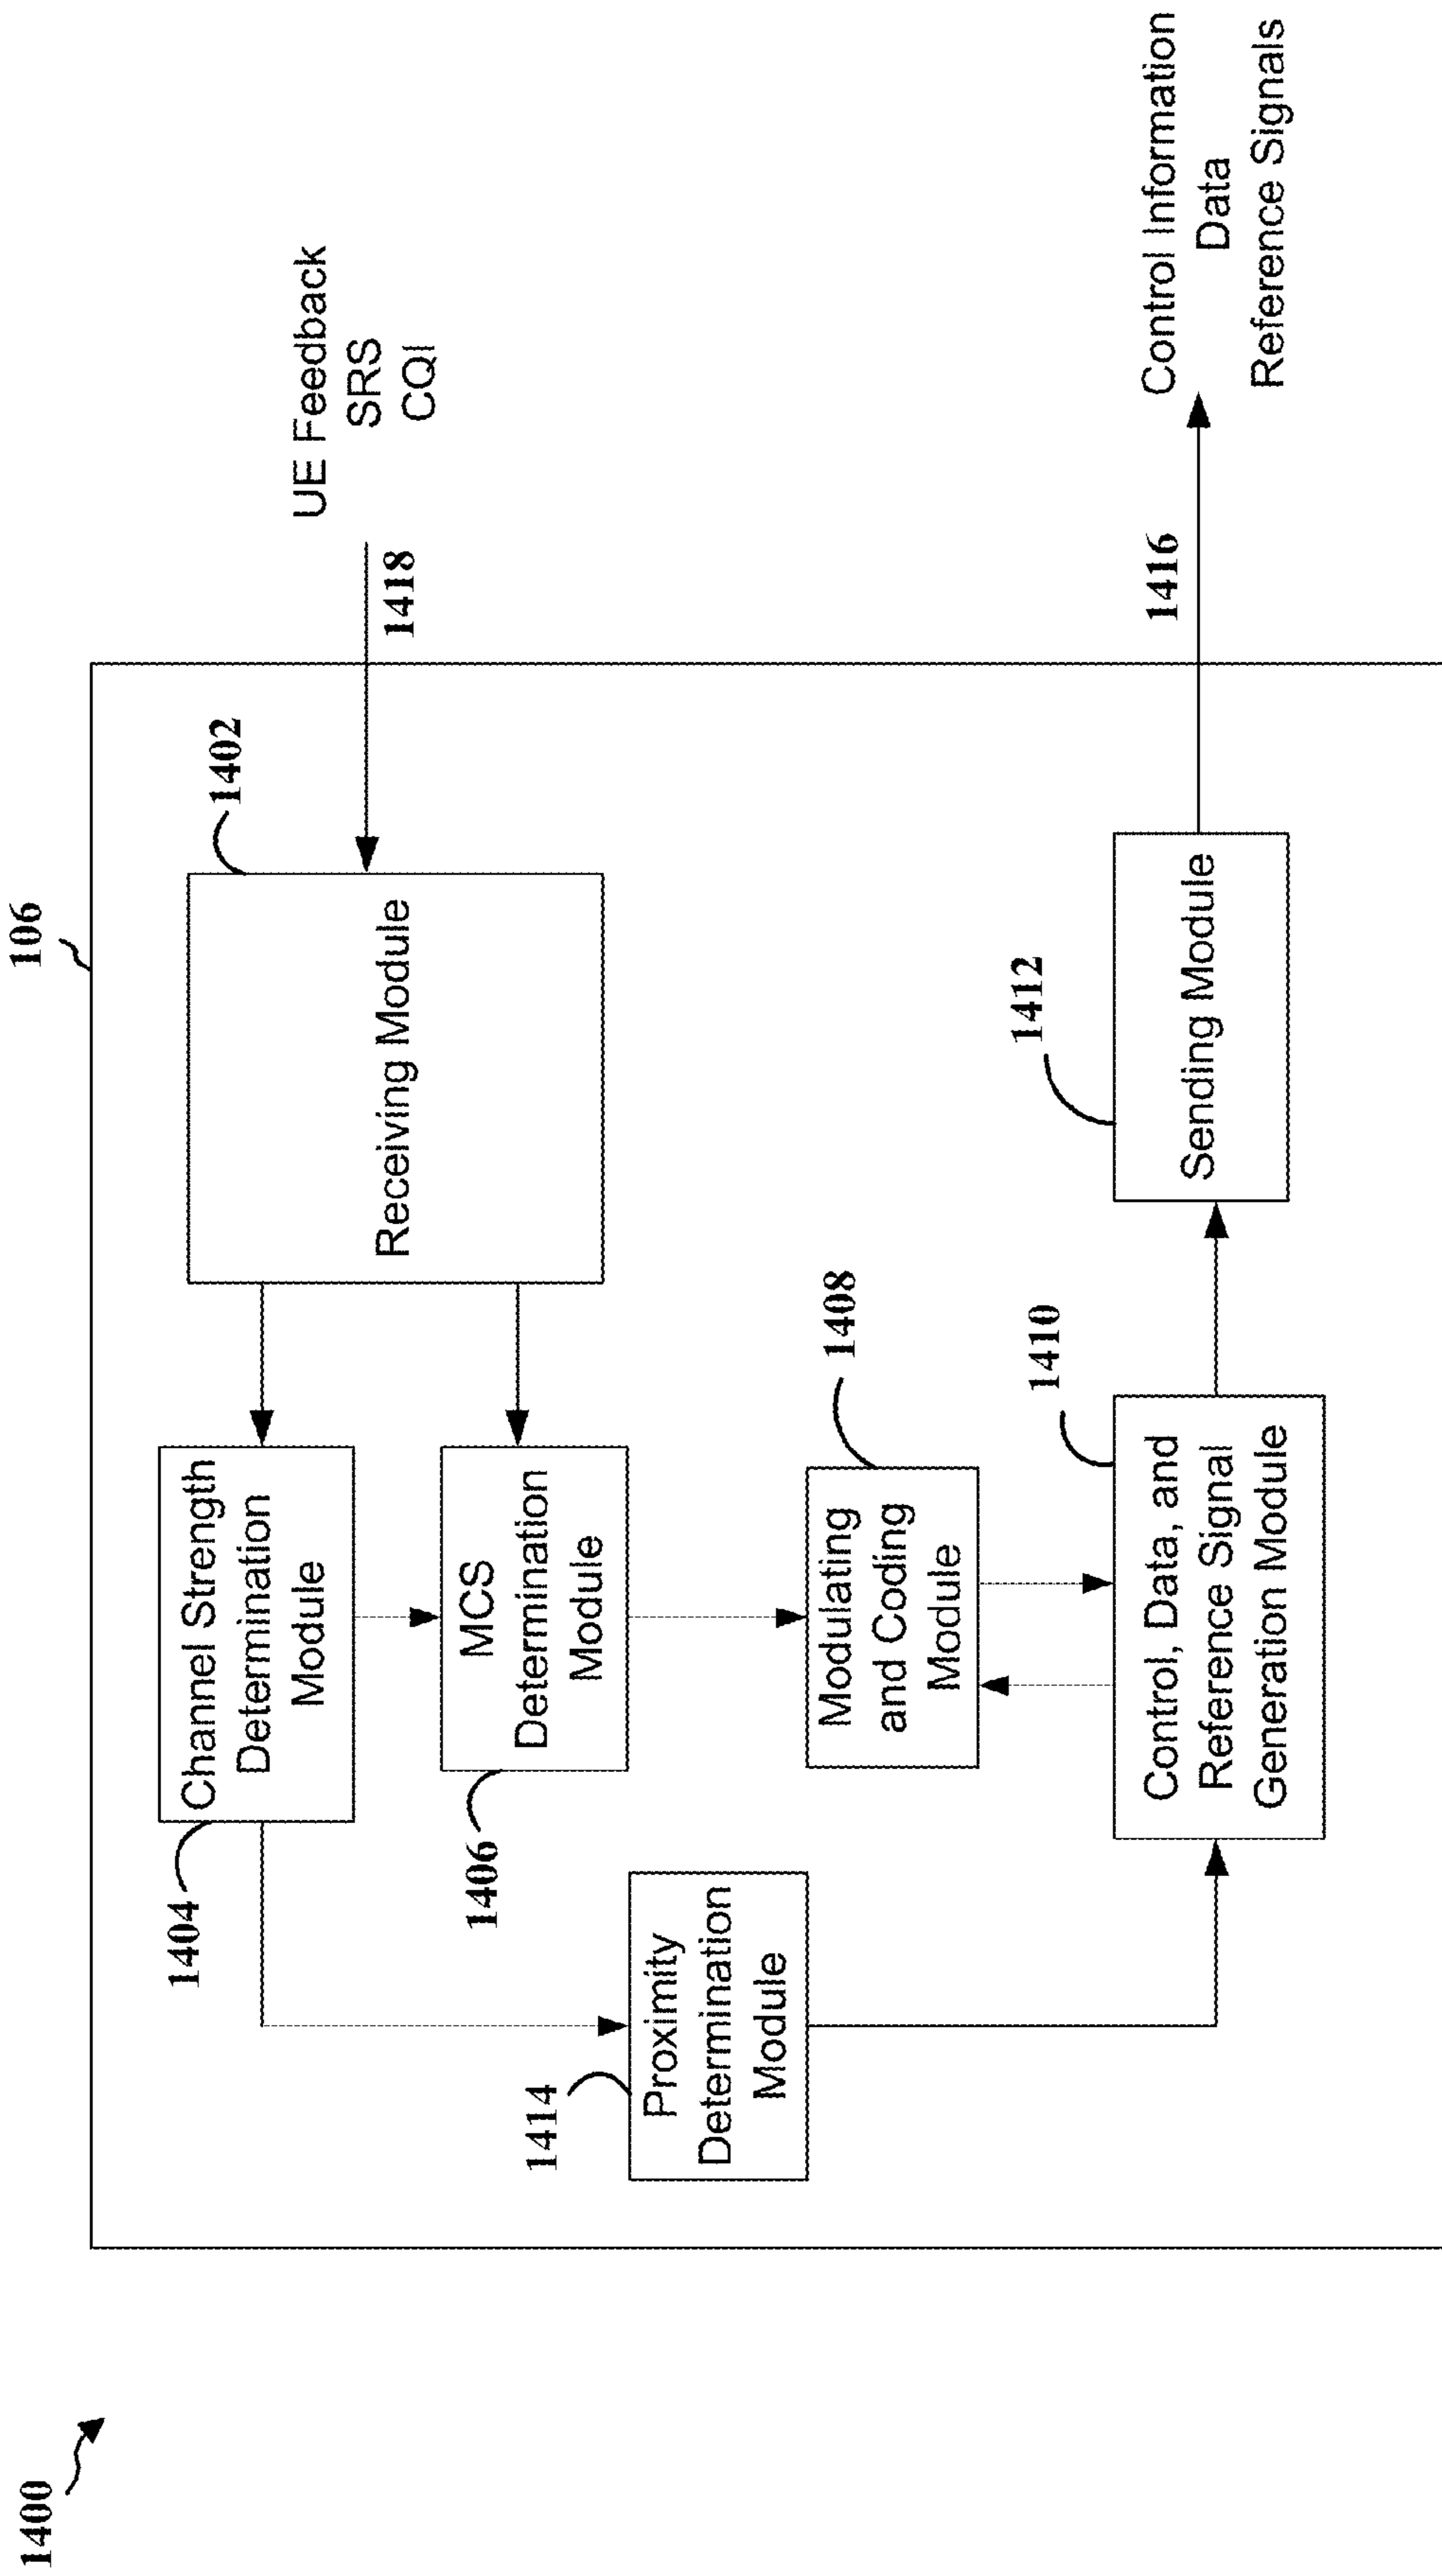 1400
106
UE Feedback
SRS
CQI
1418
1402
Receiving Module
Channel Strength
Determination
Module
1404
MCS
Determination
Module
1406
Proximity
Determination
Module
1414
Modulating
and Coding
Module
1408
Control, Data, and
Reference Signal
Generation Module
1410
Sending Module
1412
1416
Control Information
Data
Reference Signals